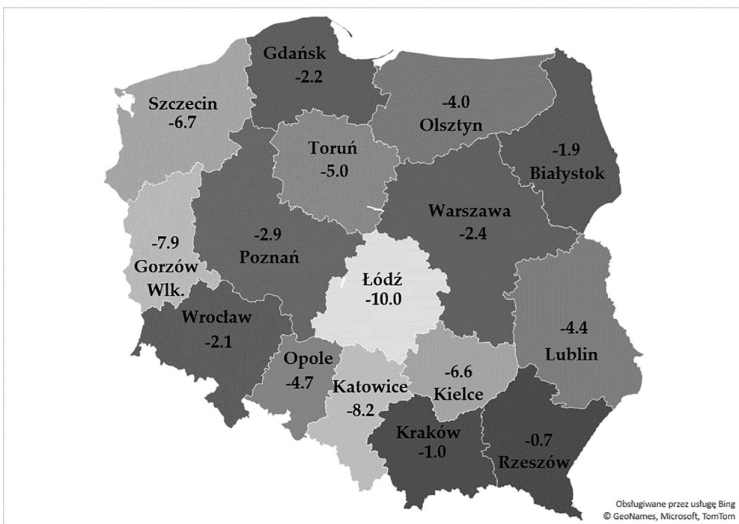 Gdańsk
-2.2
Szczecin
-6.7
-4.0
Olsztyn
Toruń
-5.0
-1.9
Białystok
Warszawa
-2.4
-2.9
Poznań
-7.9
Gorzów
Wlk.
Łódź
-10.0
Wrocław
-2.1
-4.4
Lublin
Opole
-4.7
Katowice
-8.2
-6.6
Kielce
Kraków
-1.0
-0.7
Rzeszów
Obsługiwane przez usługę Bing
© GeoNames, Microsoft, TomTom